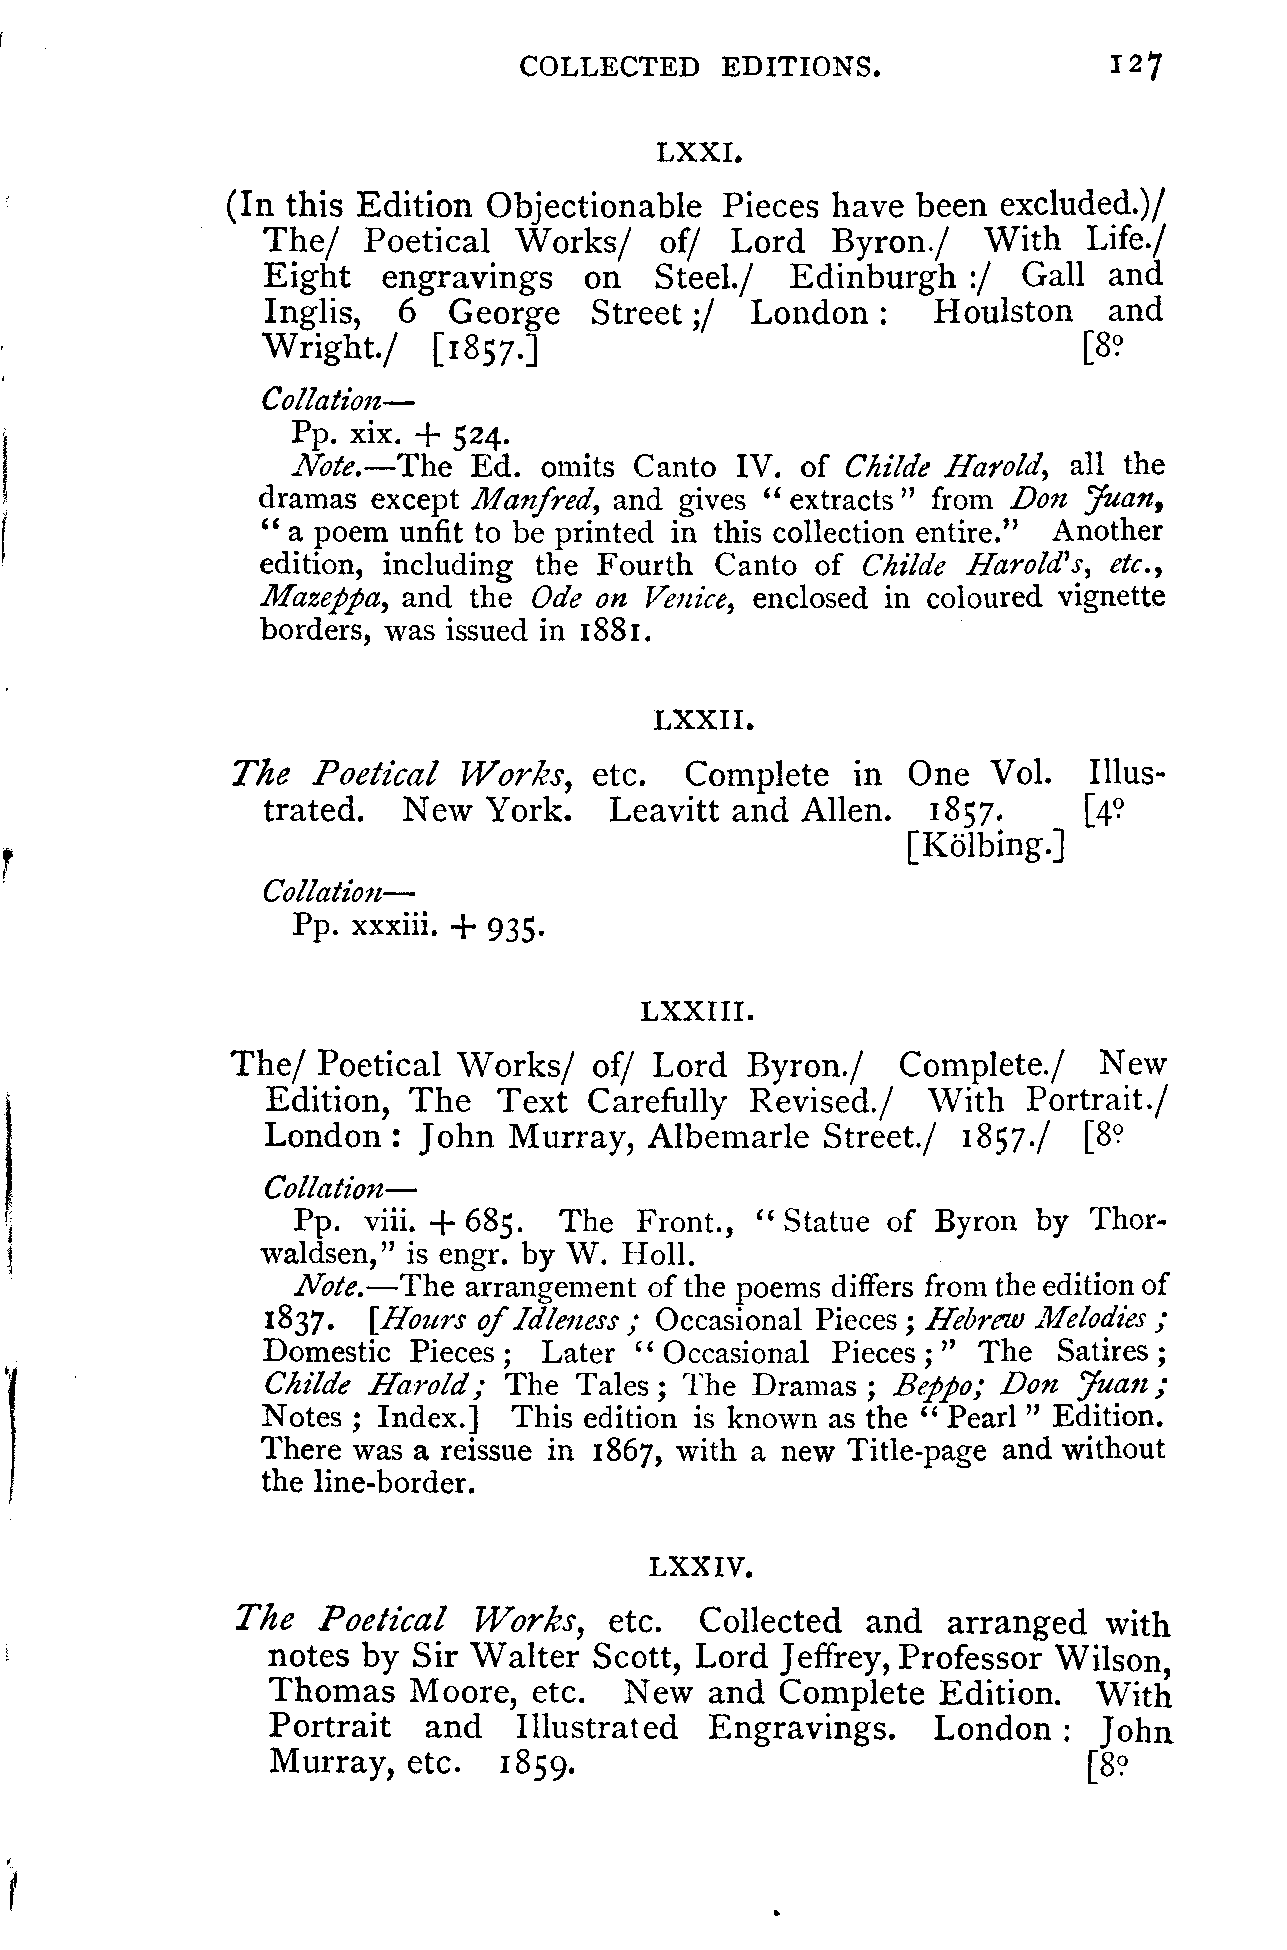 COLLECTED EDITIONS. 127
LXXI.
(In this Edition Objectionable Pieces have been excluded.)/
The/ Poetical Works/ of/ Lord Byron./ With Life./
Eight engravings on Steel./ Edinburgh :/ Gall and
Inglis, 6 George Street ;/ London : Houlston and
Wright./ [1857.] [8º
Collation—
Pp. xix. + 524.
Note.—The Ed. omits Canto IV. of Childe Harold, all the
dramas except Manfred, and gives “ extracts ” from Don Juan,
“ a poem unfit to be printed in this collection entire.” Another
edition, including the Fourth Canto of Childe Harold's, etc.,
Mazeppa, and the Ode on Venice, enclosed in coloured vignette
borders, was issued in 1881.
LXXII.
The Poetical Works, etc. Complete in One Vol. Illus-
trated. New York. Leavitt and Allen. 1857. [4º
[Kölbing.]
Collation—
Pp. xxxiii. + 935.
LXXIII.
The/ Poetical Works/ of/ Lord Byron./ Complete./ New
Edition, The Text Carefully Revised./ With Portrait./
London : John Murray, Albemarle Street./ 1857./ [8º
Collation—
Pp. viii. + 685. The Front., “ Statue of Byron by Thor-
waldsen,” is engr. by W. Holl.
Note.—The arrangement of the poems differs from the edition of
1837. [Hours of Idleness ; Occasional Pieces ; Hebrew Melodies ;
Domestic Pieces ; Later “ Occasional Pieces ; ” The Satires ;
Childe Harold ; The Tales ; The Dramas ; Beppo; Don Juan ;
Notes ; Index.] This edition is known as the “ Pearl ” Edition.
There was a reissue in 1867, with a new Title-page and without
the line-border.
LXXIV.
The Poetical Works, etc. Collected and arranged with
notes by Sir Walter Scott, Lord Jeffrey, Professor Wilson,
Thomas Moore, etc. New and Complete Edition. With
Portrait and Illustrated Engravings. London : John
Murray, etc. 1859. [8º